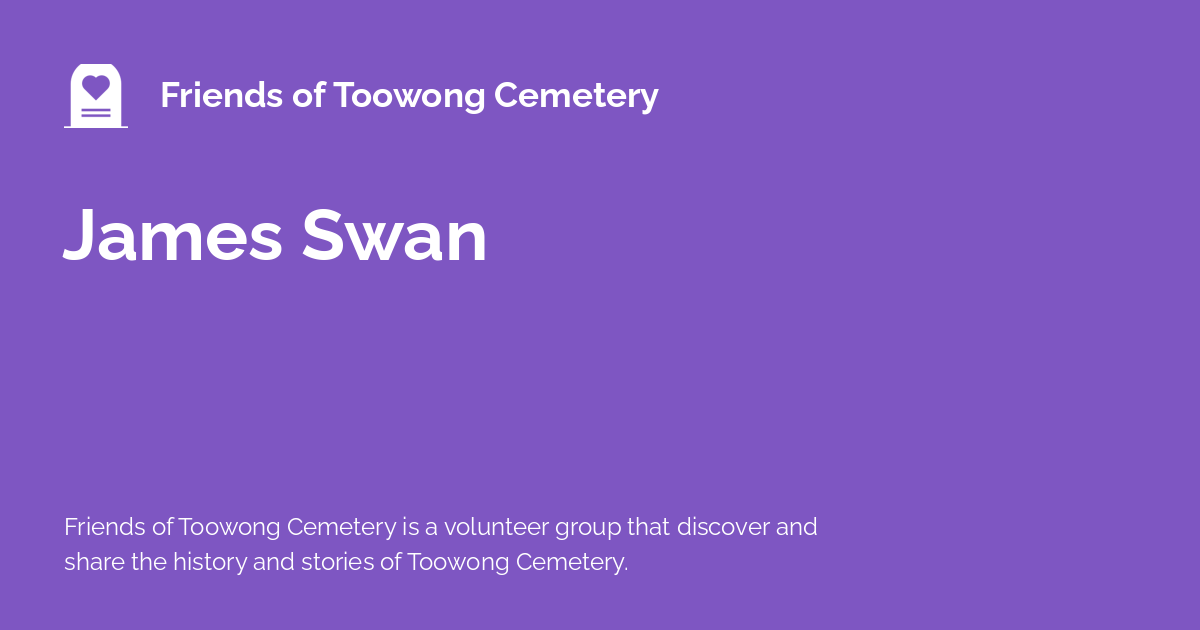 Friends of Toowong Cemetery
James Swan
Friends of Toowong Cemetery is a volunteer group that discover and
share the history and stories of Toowong Cemetery.